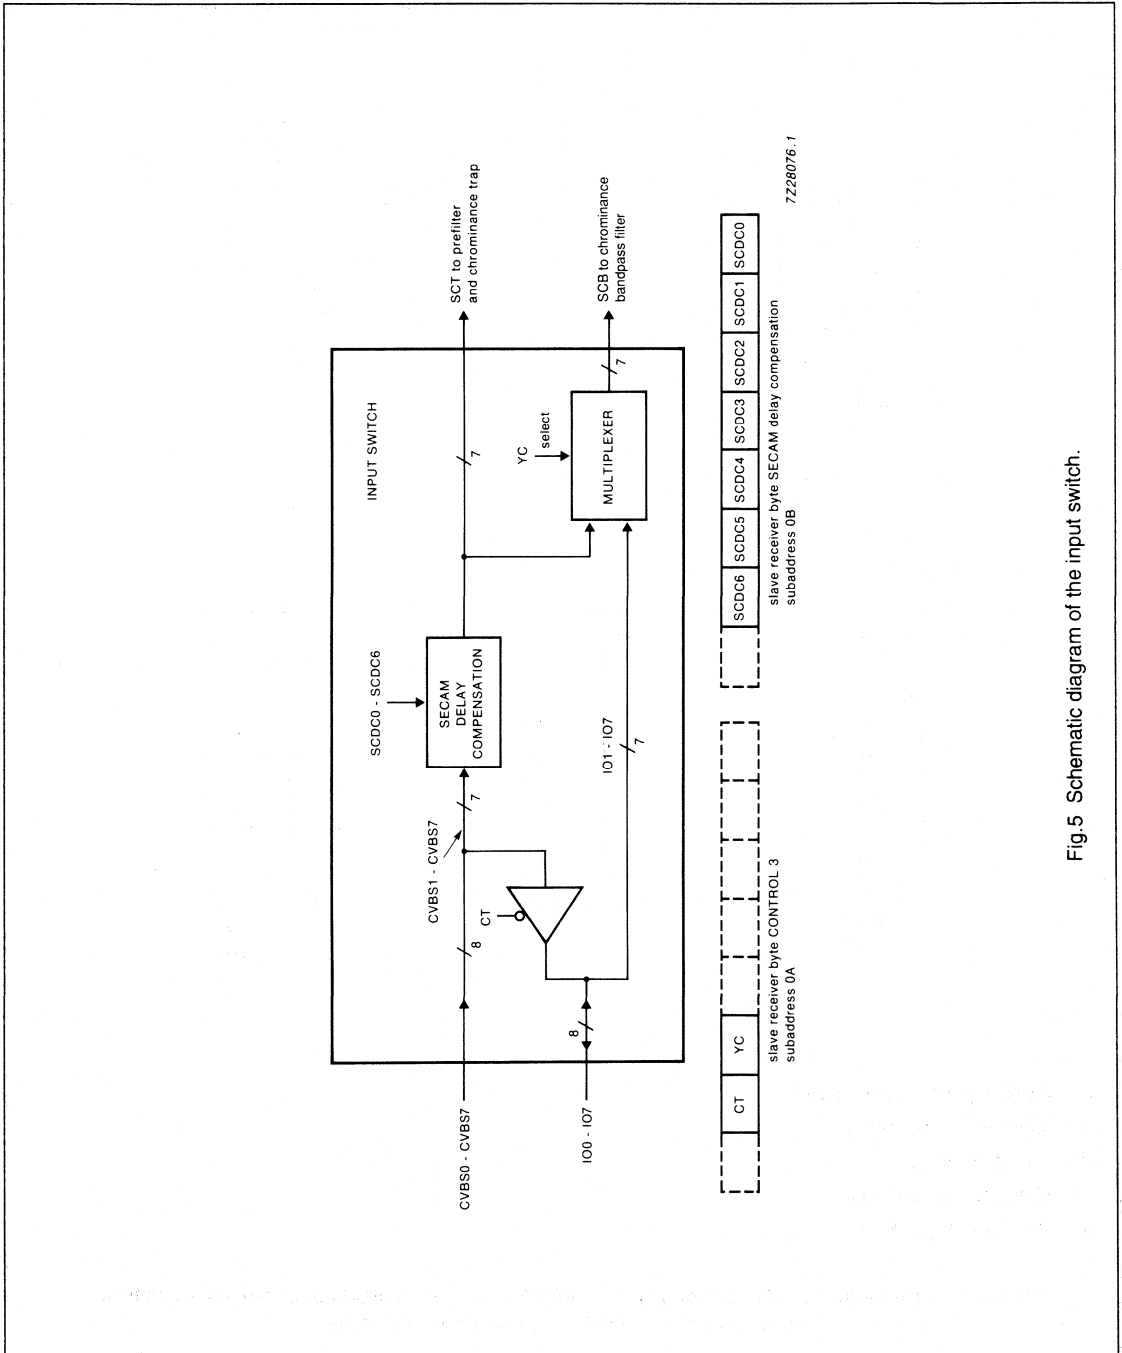 INPUT SWITCH
SCDC0 - SCDC6
SECAM
DELAY
COMPENSATION
SCT to prefilter
and chrominance trap
CVBS0 - CVBS7
8
CVBS1 - CVBS7
7
7
CT
YC
select
MULTIPLEXER
7
SCB to chrominance
bandpass filter
IO0 - IO7
8
IO1 - IO7
7
CT
YC
slave receiver byte CONTROL 3
subaddress 0A
SCDC6
SCDC5
SCDC4
SCDC3
SCDC2
SCDC1
SCDC0
slave receiver byte SECAM delay compensation
subaddress 0B
7Z28076.1
Fig.5 Schematic diagram of the input switch.